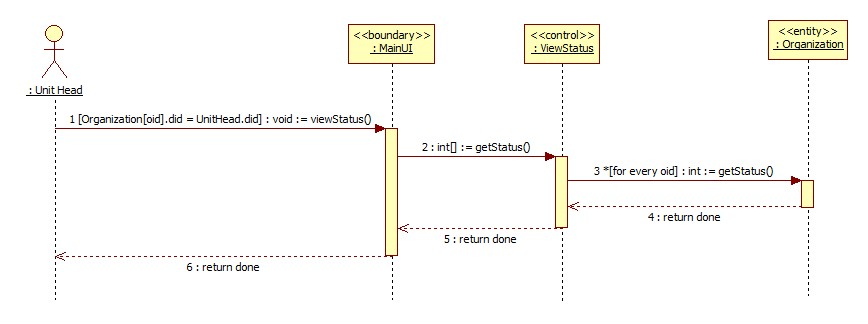 <<boundary>>
: MainUI
<<control>>
: ViewStatus
<<entity>>
: Organization
: Unit Head
1 [Organization[oid].did = UnitHead.did] : void := viewStatus()
2 : int[] := getStatus()
3 *[for every oid] : int := getStatus()
4 : return done
5 : return done
6 : return done